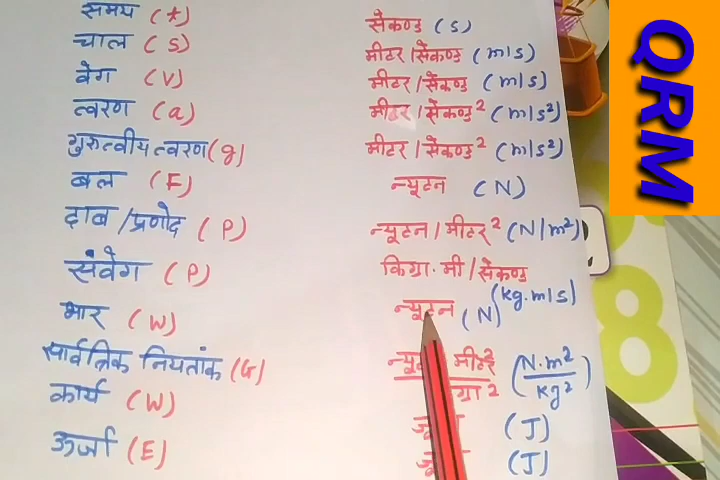 समय (t) सेकण्ड (s)
चाल (s) मीटर/सेकण्ड (m/s)
वेग (v) मीटर/सेकण्ड (m/s)
त्वरण (a) मीटर/सेकण्ड² (m/s²)
गुरुत्वीय त्वरण (g) मीटर/सेकण्ड² (m/s²)
बल (F) न्यूटन (N)
दाब/प्रणोद (P) न्यूटन/मीटर² (N/m²)
संवेग (P) किग्रा.मी/सेकण्ड (kg.m/s)
भार (W) न्यूटन (N)
सार्वत्रिक नियतांक (G) मीटर² (N.m²/kg²)
कार्य (W) (J)
ऊर्जा (E) (J)
QRM